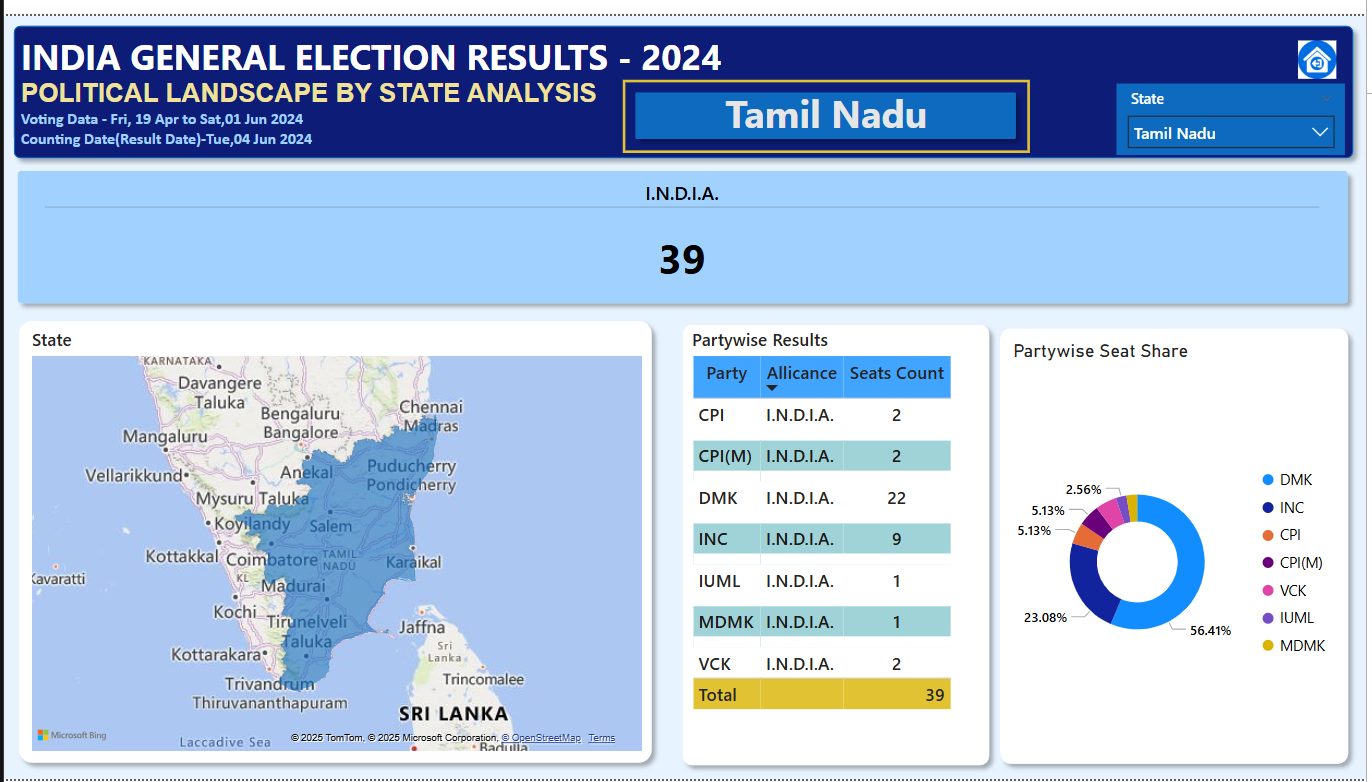 INDIA GENERAL ELECTION RESULTS - 2024
POLITICAL LANDSCAPE BY STATE ANALYSIS
Voting Data - Fri, 19 Apr to Sat,01 Jun 2024
Counting Date(Result Date)-Tue,04 Jun 2024
Tamil Nadu
State
Tamil Nadu
I.N.D.I.A.
39
State
KARNATAKA
Davangere
Taluka
Bengaluru
Bangalore
Chennai
Madras
Mangaluru
Vellarikkund
Anekal
Puducherry
Pondicherry
Mysuru Taluka
Koyilandy
Salem
Kottakkal
Coimbatore
TAMIL
NADU
Karaikal
Kavaratti
KL
Madurai
Kochi
Tirunelveli
Taluka
Jaffna
Kottarakara
Sri
Lanka
Trivandrum
Thiruvananthapuram
Trincomalee
SRI LANKA
Laccadive Sea
Badulla
Microsoft Bing
© 2025 TomTom, © 2025 Microsoft Corporation, © OpenStreetMap Terms
Partywise Results
Party Allicance Seats Count
CPI I.N.D.I.A. 2
CPI(M) I.N.D.I.A. 2
DMK I.N.D.I.A. 22
INC I.N.D.I.A. 9
IUML I.N.D.I.A. 1
MDMK I.N.D.I.A. 1
VCK I.N.D.I.A. 2
Total 39
Partywise Seat Share
2.56%
5.13%
5.13%
23.08%
56.41%
DMK
INC
CPI
CPI(M)
VCK
IUML
MDMK